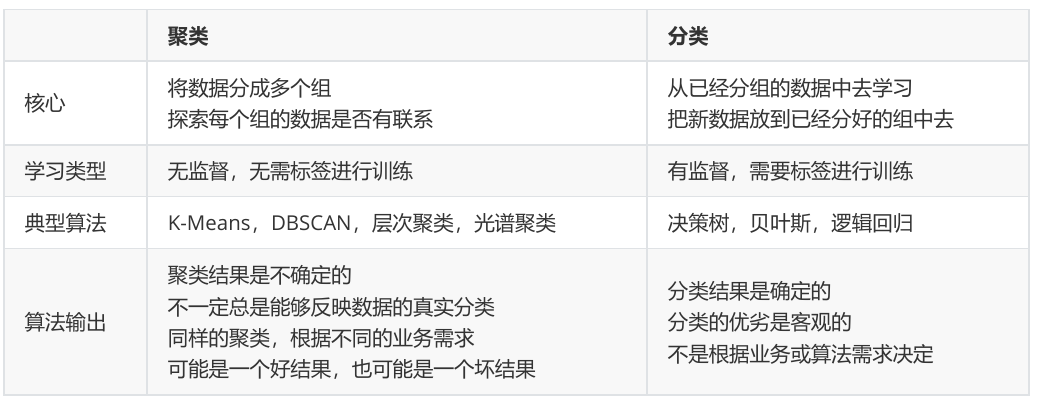 聚类 分类
核心
将数据分成多个组
探索每个组的数据是否有联系
从已经分组的数据中去学习
把新数据放到已经分好的组中去
学习类型 无监督，无需标签进行训练 有监督，需要标签进行训练
典型算法 K-Means，DBSCAN，层次聚类，光谱聚类 决策树，贝叶斯，逻辑回归
算法输出
聚类结果是不确定的
不一定总是能够反映数据的真实分类
同样的聚类，根据不同的业务需求
可能是一个好结果，也可能是一个坏结果
分类结果是确定的
分类的优劣是客观的
不是根据业务或算法需求决定